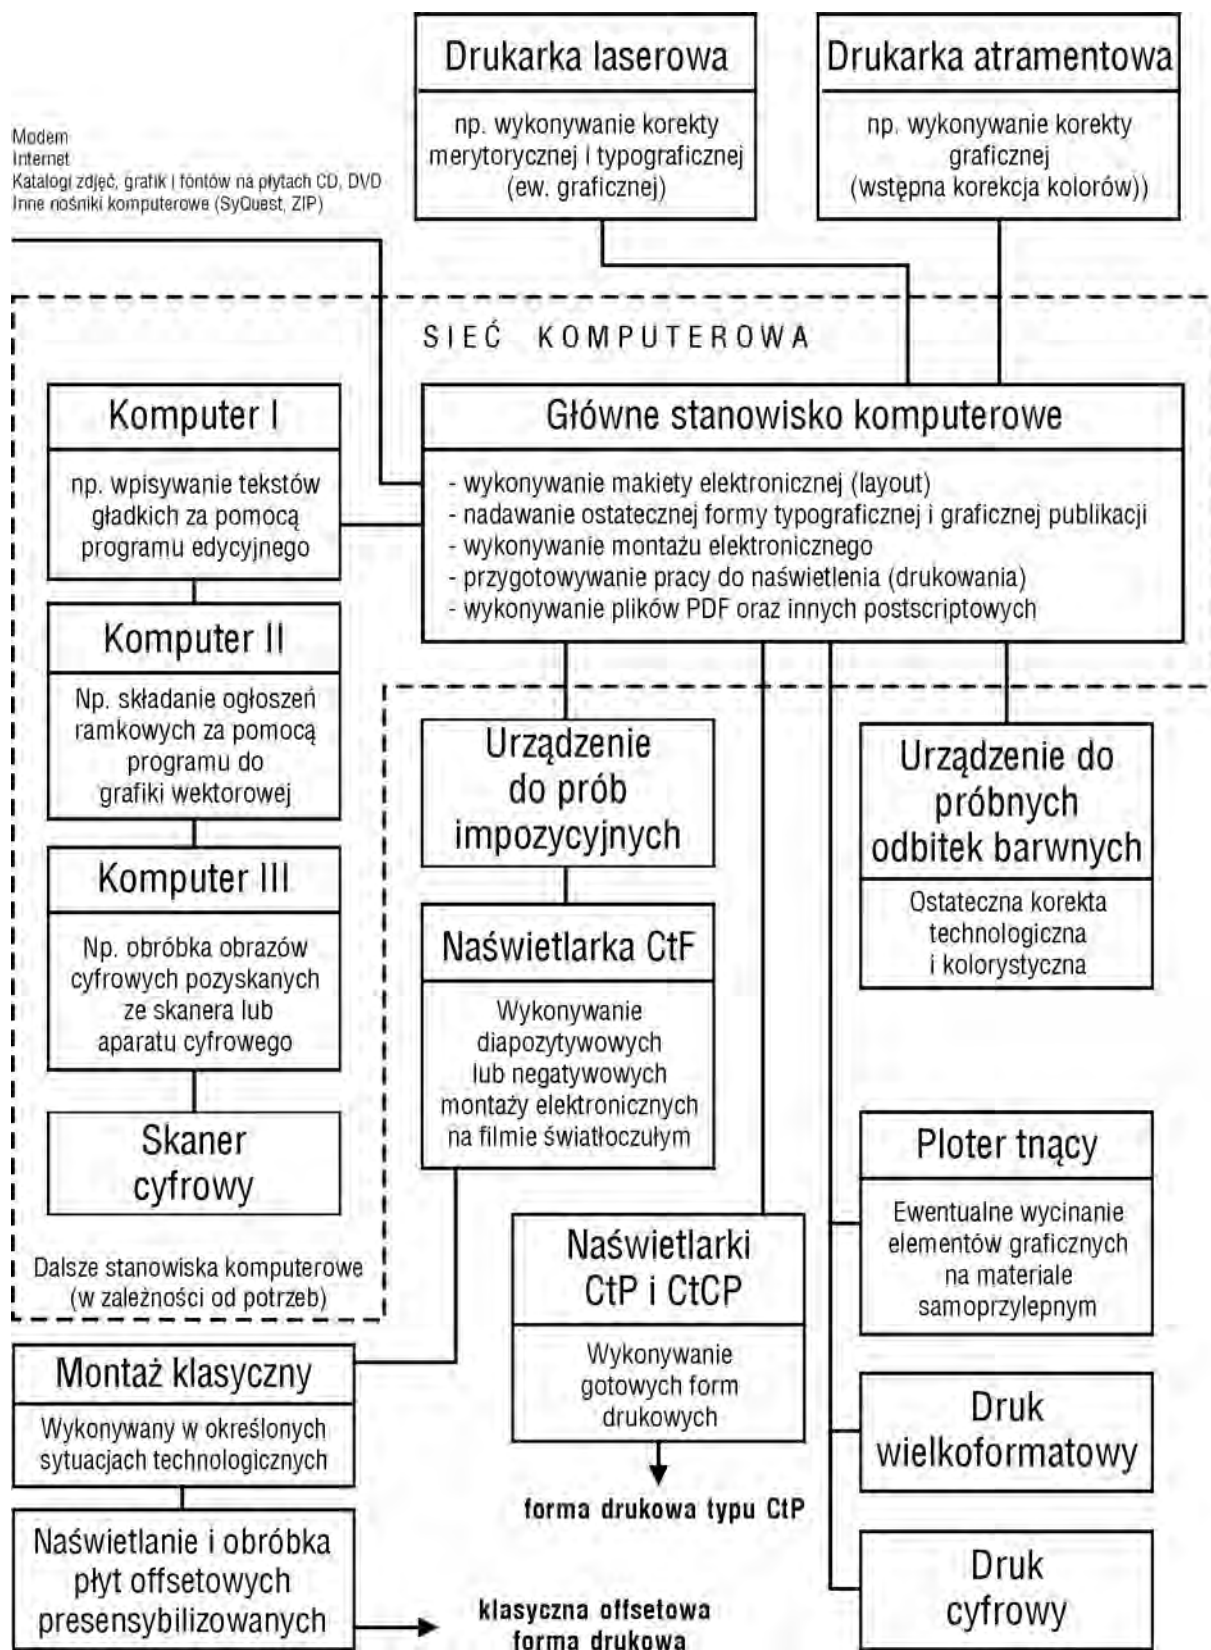 Drukarka laserowa
np. wykonywanie korekty
merytorycznej i typograficznej
(ew. graficznej)
Drukarka atramentowa
np. wykonywanie korekty
graficznej
(wstępna korekcja kolorów))
Modem
Internet
Katalogi zdjęć, grafik i fontów na płytach CD, DVD
Inne nośniki komputerowe (SyQuest, ZIP)
SIEĆ KOMPUTEROWA
Komputer I
np. wpisywanie tekstów
gładkich za pomocą
programu edycyjnego
Główne stanowisko komputerowe
- wykonywanie makiety elektronicznej (layout)
- nadawanie ostatecznej formy typograficznej i graficznej publikacji
- wykonywanie montażu elektronicznego
- przygotowywanie pracy do naświetlenia (drukowania)
- wykonywanie plików PDF oraz innych postscriptowych
Komputer II
Np. składanie ogłoszeń
ramkowych za pomocą
programu do
grafiki wektorowej
Komputer III
Np. obróbka obrazów
cyfrowych pozyskanych
ze skanera lub
aparatu cyfrowego
Skaner
cyfrowy
Dalsze stanowiska komputerowe
(w zależności od potrzeb)
Urządzenie
do prób
impozycyjnych
Naświetlarka CtF
Wykonywanie
diapozytywowych
lub negatywowych
montaży elektronicznych
na filmie światłoczułym
Urządzenie do
próbnych
odbitek barwnych
Ostateczna korekta
technologiczna
i kolorystyczna
Naświetlarki
CtP i CtCP
Wykonywanie
gotowych form
drukowych
forma drukowa typu CtP
Ploter tnący
Ewentualne wycinanie
elementów graficznych
na materiale
samoprzylepnym
Montaż klasyczny
Wykonywany w określonych
sytuacjach technologicznych
Naświetlanie i obróbka
płyt offsetowych
presensybilizowanych
klasyczna offsetowa
forma drukowa
Druk
wielkoformatowy
Druk
cyfrowy